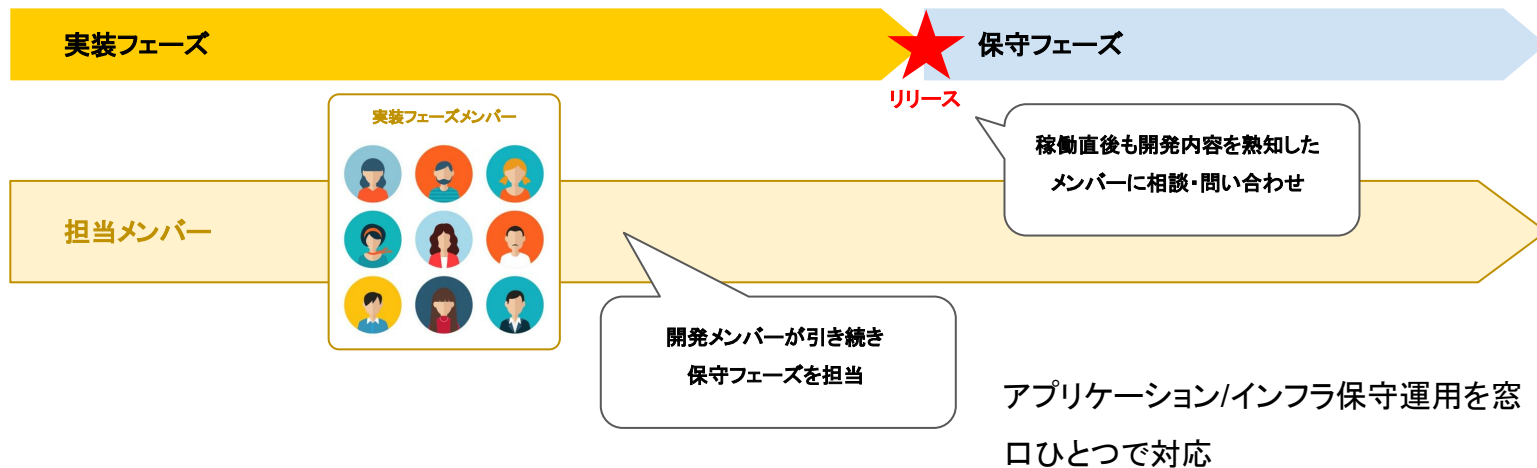 実装フェーズ
保守フェーズ
リリース
実装フェーズメンバー
稼働直後も開発内容を熟知した
メンバーに相談・問い合わせ
担当メンバー
開発メンバーが引き続き
保守フェーズを担当
アプリケーション/インフラ保守運用を窓
口ひとつで対応